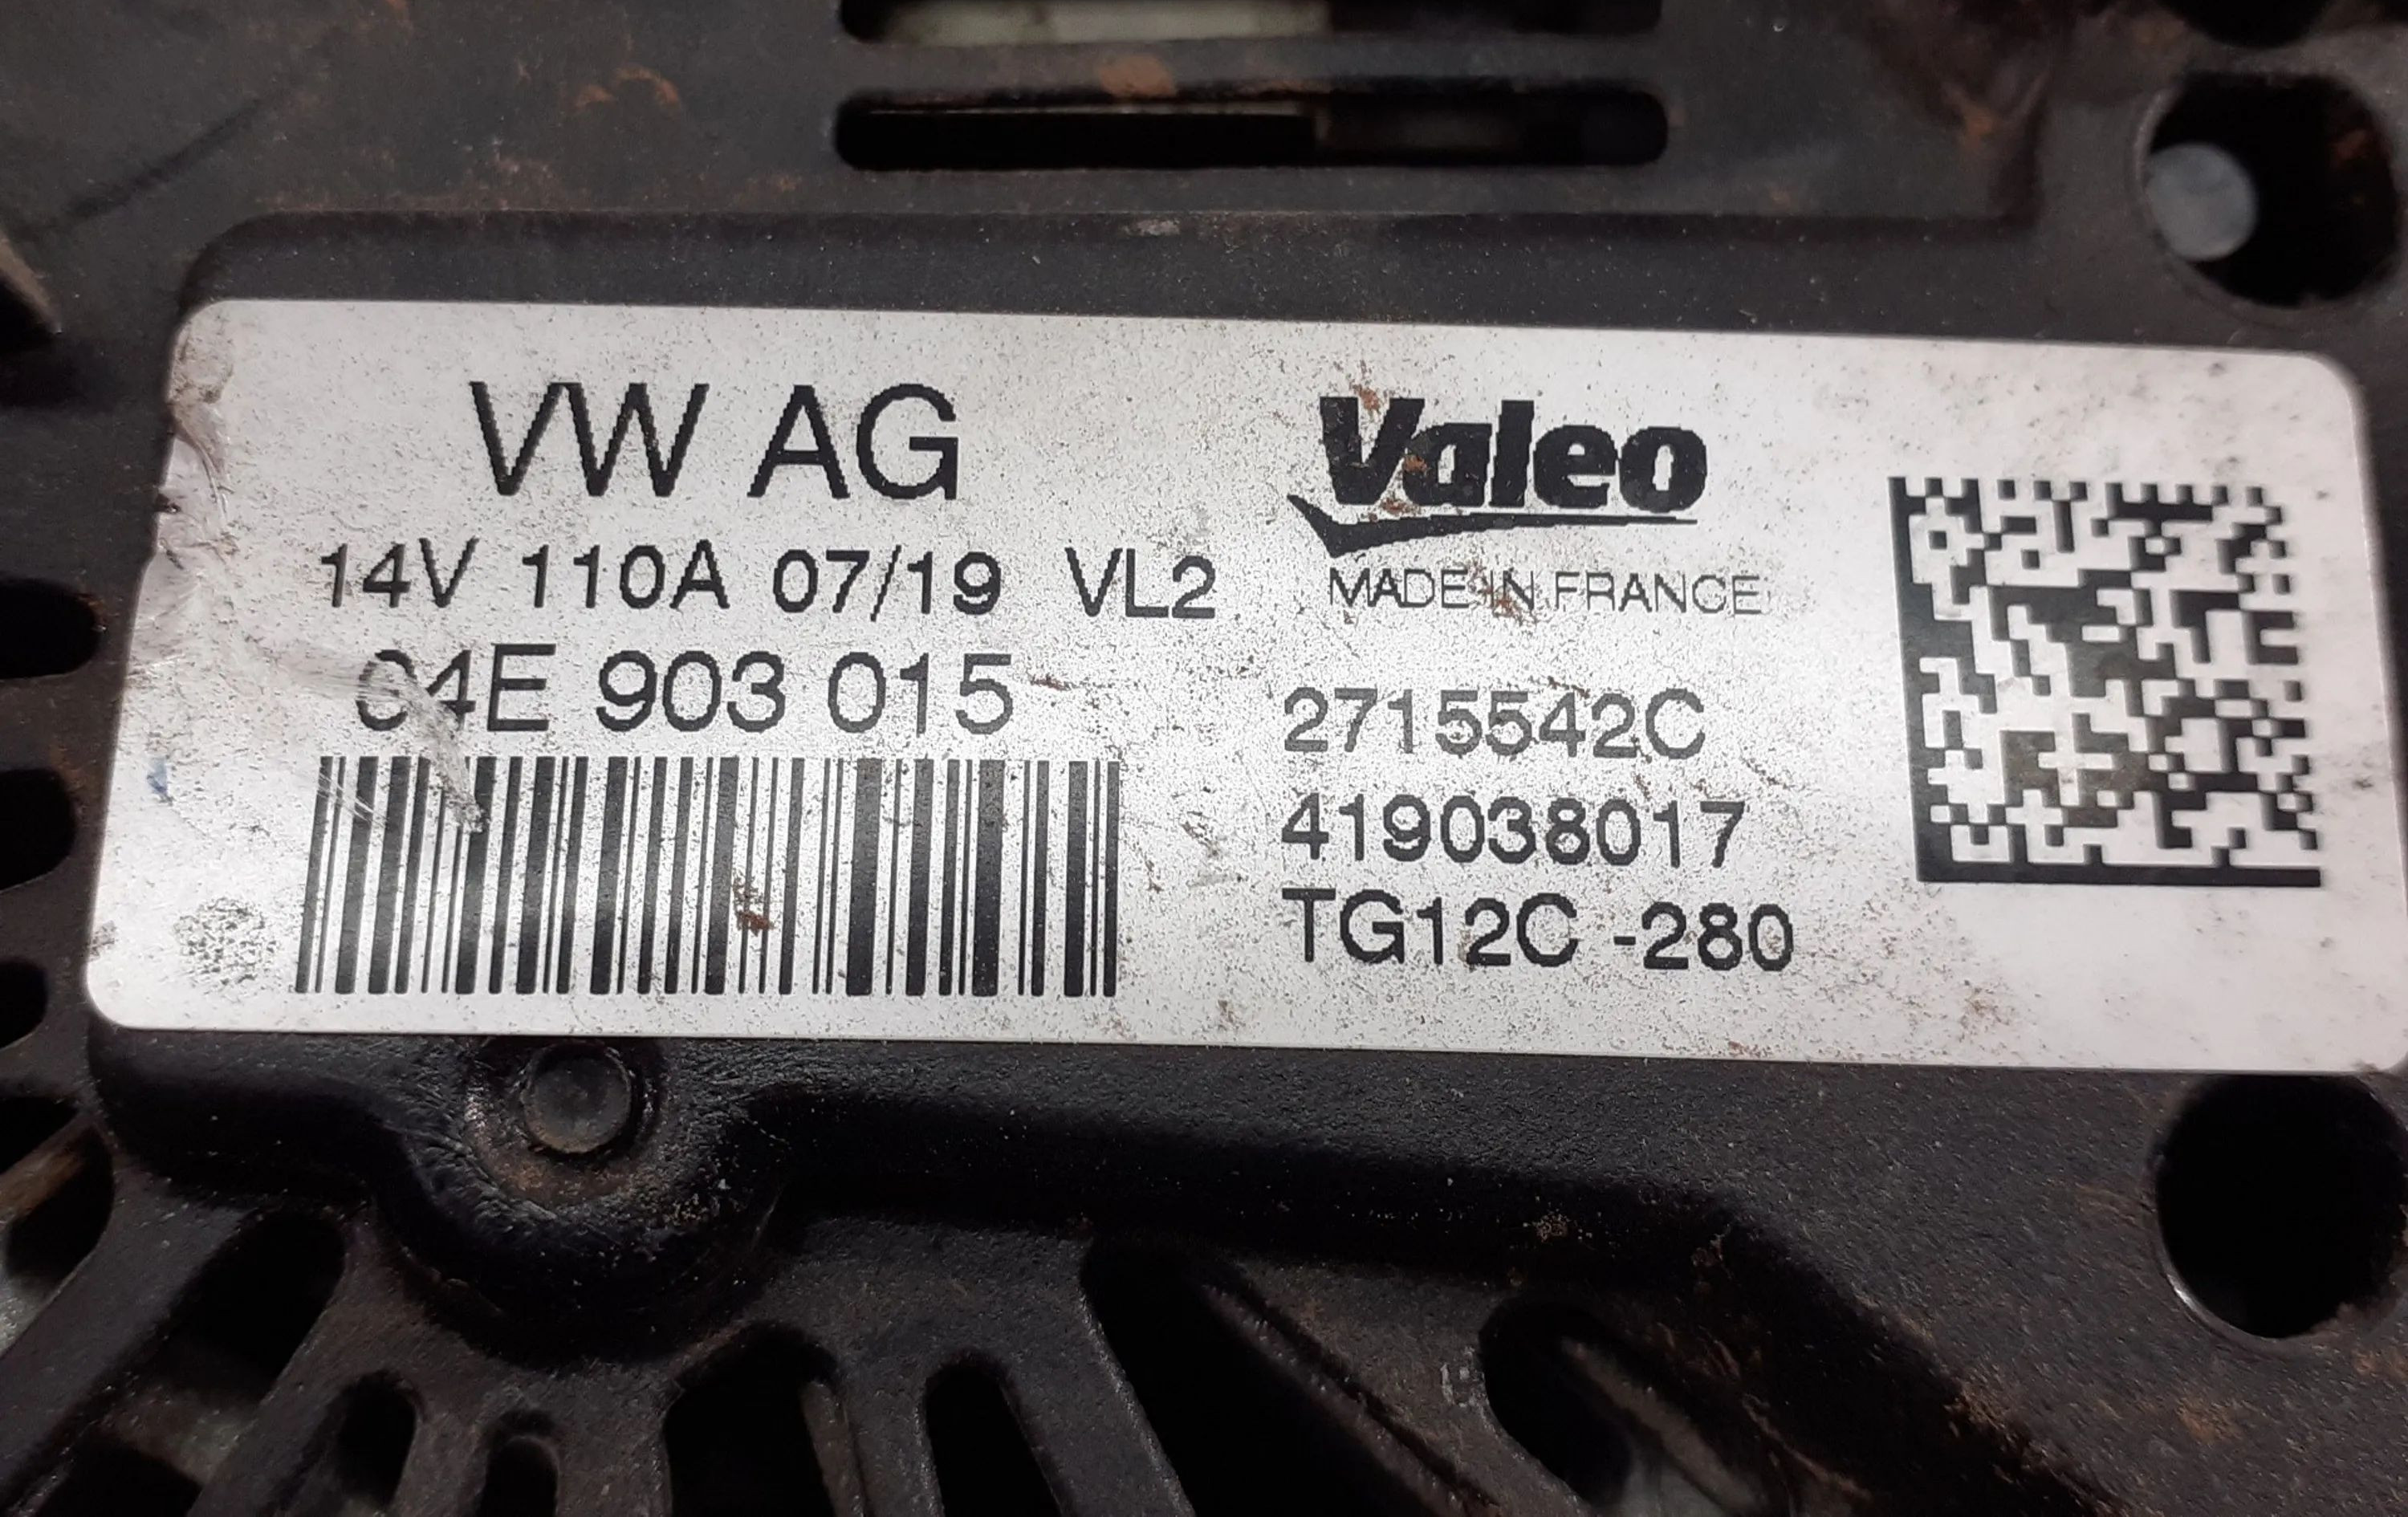 VW AG
14V 110A 07/19 VL2
04E 903 015
Valeo
MADE IN FRANCE
2715542C
419038017
TG12C -280